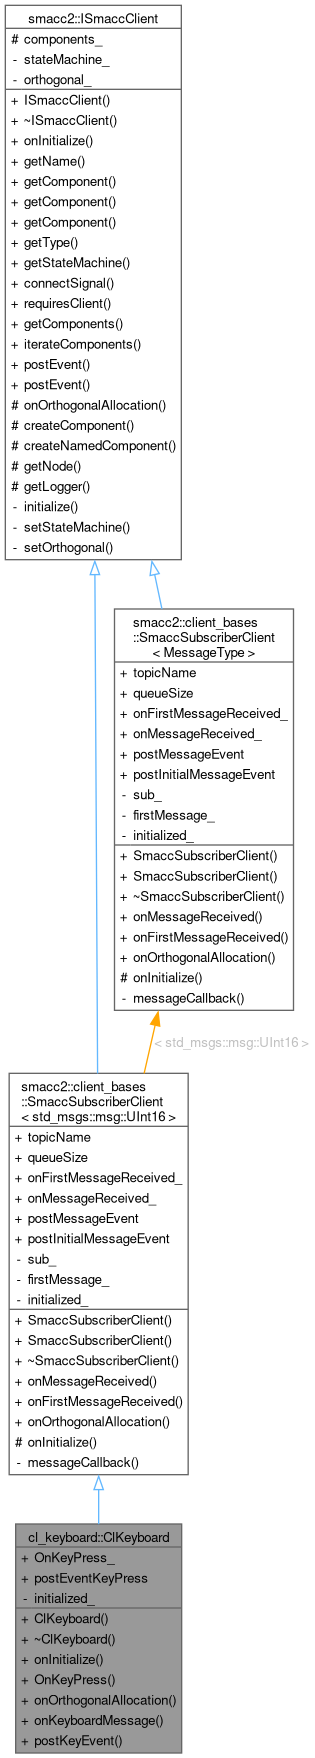 smacc2::ISmaccClient
# components_
- stateMachine_
- orthogonal_
+ ISmaccClient()
+ ~ISmaccClient()
+ onInitialize()
+ getName()
+ getComponent()
+ getComponent()
+ getComponent()
+ getType()
+ getStateMachine()
+ connectSignal()
+ requiresClient()
+ getComponents()
+ iterateComponents()
+ postEvent()
+ postEvent()
# onOrthogonalAllocation()
# createComponent()
# createNamedComponent()
# getNode()
# getLogger()
- initialize()
- setStateMachine()
- setOrthogonal()
smacc2::client_bases
::SmaccSubscriberClient
< MessageType >
+ topicName
+ queueSize
+ onFirstMessageReceived_
+ onMessageReceived_
+ postMessageEvent
+ postInitialMessageEvent
- sub_
- firstMessage_
- initialized_
+ SmaccSubscriberClient()
+ SmaccSubscriberClient()
+ ~SmaccSubscriberClient()
+ onMessageReceived()
+ onFirstMessageReceived()
+ onOrthogonalAllocation()
# onInitialize()
- messageCallback()
< std_msgs::msg::UInt16 >
smacc2::client_bases
::SmaccSubscriberClient
< std_msgs::msg::UInt16 >
+ topicName
+ queueSize
+ onFirstMessageReceived_
+ onMessageReceived_
+ postMessageEvent
+ postInitialMessageEvent
- sub_
- firstMessage_
- initialized_
+ SmaccSubscriberClient()
+ SmaccSubscriberClient()
+ ~SmaccSubscriberClient()
+ onMessageReceived()
+ onFirstMessageReceived()
+ onOrthogonalAllocation()
# onInitialize()
- messageCallback()
cl_keyboard::ClKeyboard
+ OnKeyPress_
+ postEventKeyPress
- initialized_
+ ClKeyboard()
+ ~ClKeyboard()
+ onInitialize()
+ OnKeyPress()
+ onOrthogonalAllocation()
+ onKeyboardMessage()
+ postKeyEvent()